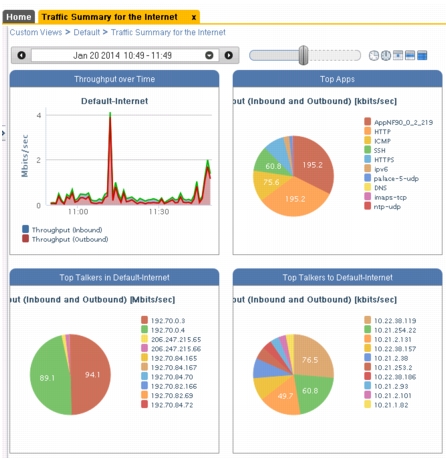 Home
Traffic Summary for the Internet x
Custom Views > Default > Traffic Summary for the Internet
Jan 20 2014 10:49 - 11:49
Throughput over Time
Default-Internet
Mbits/sec
4
2
0
11:00 11:30
Throughput (Inbound)
Throughput (Outbound)
Top Apps
out (Inbound and Outbound) [kbits/sec]
195.2
195.2
75.6
60.8
AppNF90_0_2_219
HTTP
ICMP
SSH
HTTPS
ipv6
palace-5-udp
DNS
imaps-tcp
ntp-udp
Top Talkers in Default-Internet
out (Inbound and Outbound) [Mbits/sec]
89.1
94.1
192.70.0.3
192.70.0.4
206.247.215.65
206.247.215.66
192.70.84.165
192.70.84.167
192.70.84.70
192.70.82.166
192.70.82.69
192.70.84.72
Top Talkers to Default-Internet
out (Inbound and Outbound) [kbits/sec]
76.5
60.8
49.7
10.22.38.119
10.21.254.22
10.21.2.131
10.22.38.157
10.21.2.38
10.21.253.2
10.22.38.186
10.21.2.93
10.21.2.101
10.21.1.82